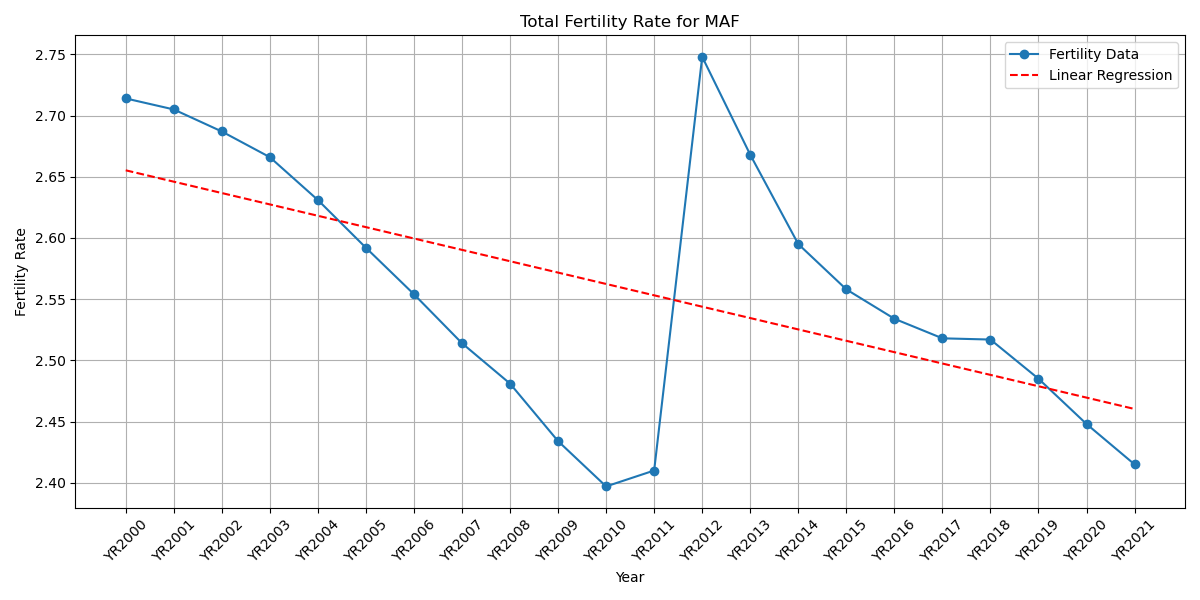 Total Fertility Rate for MAF
Fertility Data
Linear Regression
Fertility Rate
2.75
2.70
2.65
2.60
2.55
2.50
2.45
2.40
YR2000
YR2001
YR2002
YR2003
YR2004
YR2005
YR2006
YR2007
YR2008
YR2009
YR2010
YR2011
YR2012
YR2013
YR2014
YR2015
YR2016
YR2017
YR2018
YR2019
YR2020
YR2021
Year